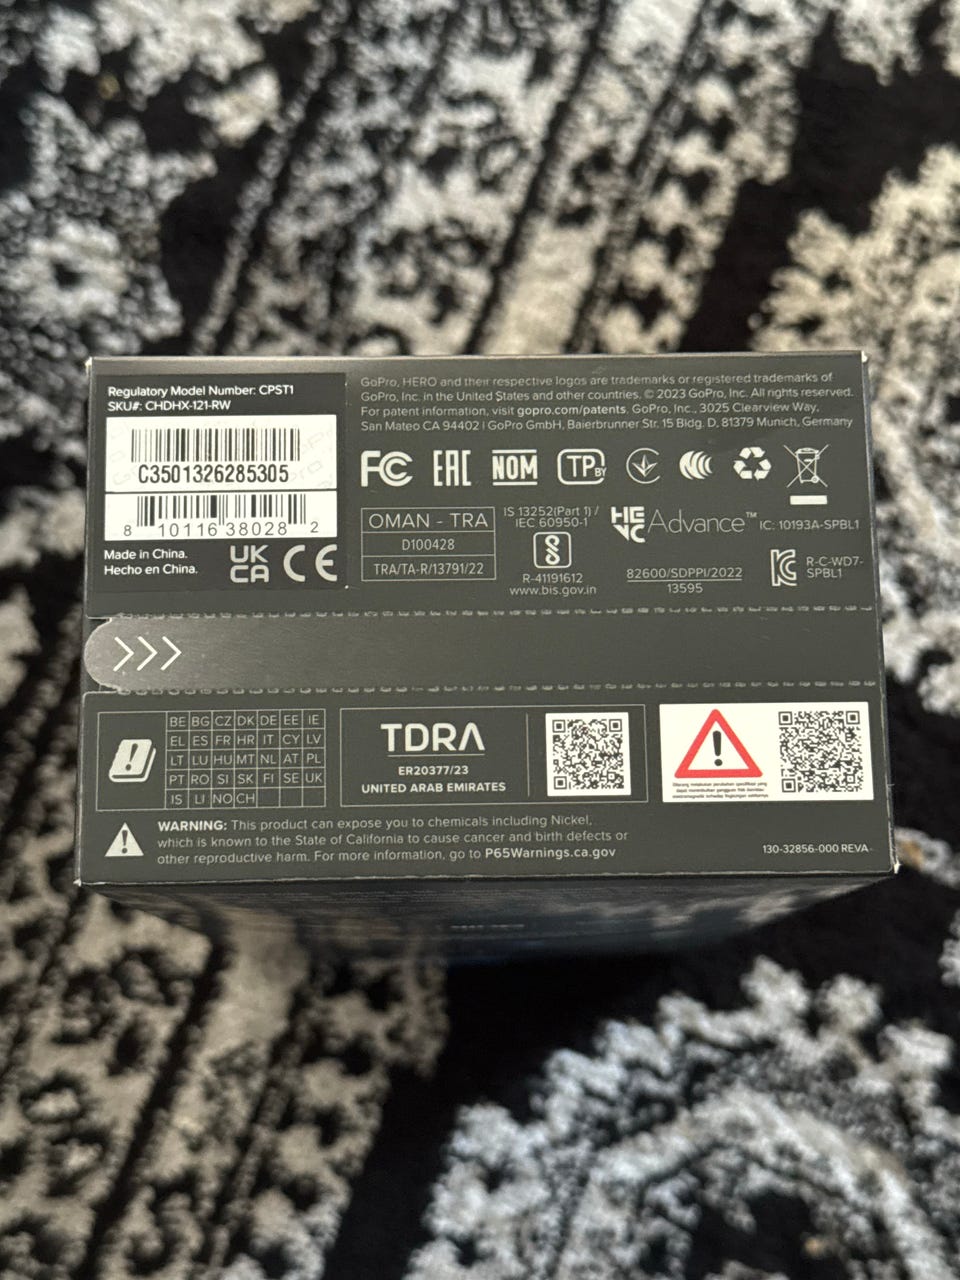 Regulatory Model Number: CPST1
SKU#: CHDHX-121-RW
C3501326285305
8 10116 38028 2
Made in China.
Hecho en China.
UK
CA CE
GoPro, HERO and their respective logos are trademarks or registered trademarks of
GoPro, Inc. in the United States and other countries. © 2023 GoPro, Inc. All rights reserved.
For patent information, visit gopro.com/patents. GoPro, Inc., 3025 Clearview Way,
San Mateo CA 94402 | GoPro GmbH, Baierbrunner Str. 15 Bldg. D, 81379 Munich, Germany
FC EAC NOM TP BY
OMAN - TRA
D100428
TRA/TA-R/13791/22
IS 13252(Part 1) /
IEC 60950-1
R-41191612
www.bis.gov.in
HEVC Advance™
IC: 10193A-SPBL1
82600/SDPPI/2022
13595
R-C-WD7-
SPBL1
BE BG CZ DK DE EE IE
EL ES FR HR IT CY LV
LT LU HU MT NL AT PL
PT RO SI SK FI SE UK
IS LI NO CH
TDRA
ER20377/23
UNITED ARAB EMIRATES
WARNING: This product can expose you to chemicals including Nickel,
which is known to the State of California to cause cancer and birth defects or
other reproductive harm. For more information, go to P65Warnings.ca.gov
130-32856-000 REVA